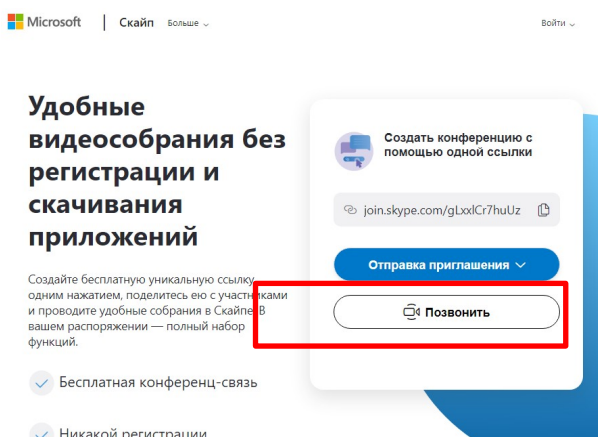 Microsoft
Скайп
Больше
Войти
Удобные
видеособрания без
регистрации и
скачивания
приложений
Создайте бесплатную уникальную ссылку
одним нажатием, поделитесь ею с участниками
и проводите удобные собрания в Скайпе. В
вашем распоряжении — полный набор
функций.
Бесплатная конференц-связь
Никакой регистрации
Создать конференцию с
помощью одной ссылки
join.skype.com/gLxxlCr7huUz
Отправка приглашения
Позвонить